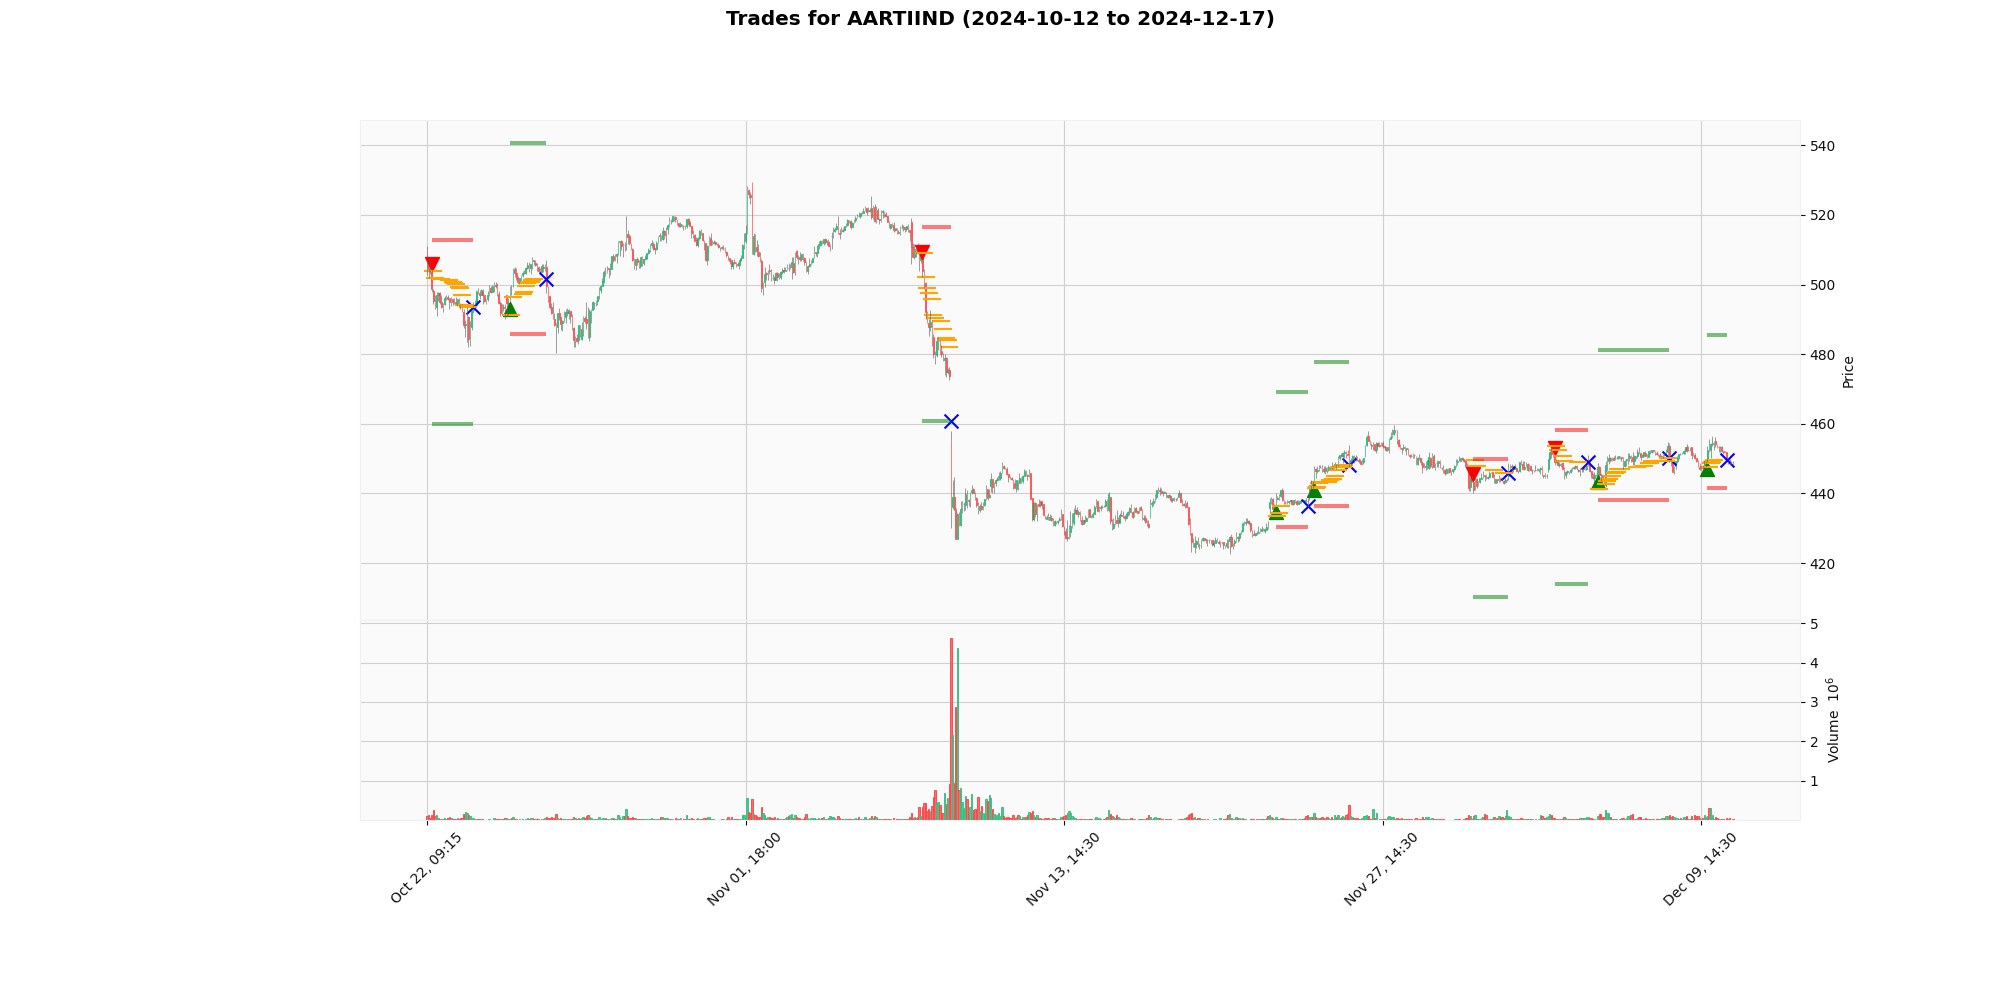 Trades for AARTIIND (2024-10-12 to 2024-12-17)
540
520
500
480
460
440
420
Price
5
4
3
2
1
Volume 10^6
Oct 22, 09:15
Nov 01, 18:00
Nov 13, 14:30
Nov 27, 14:30
Dec 09, 14:30